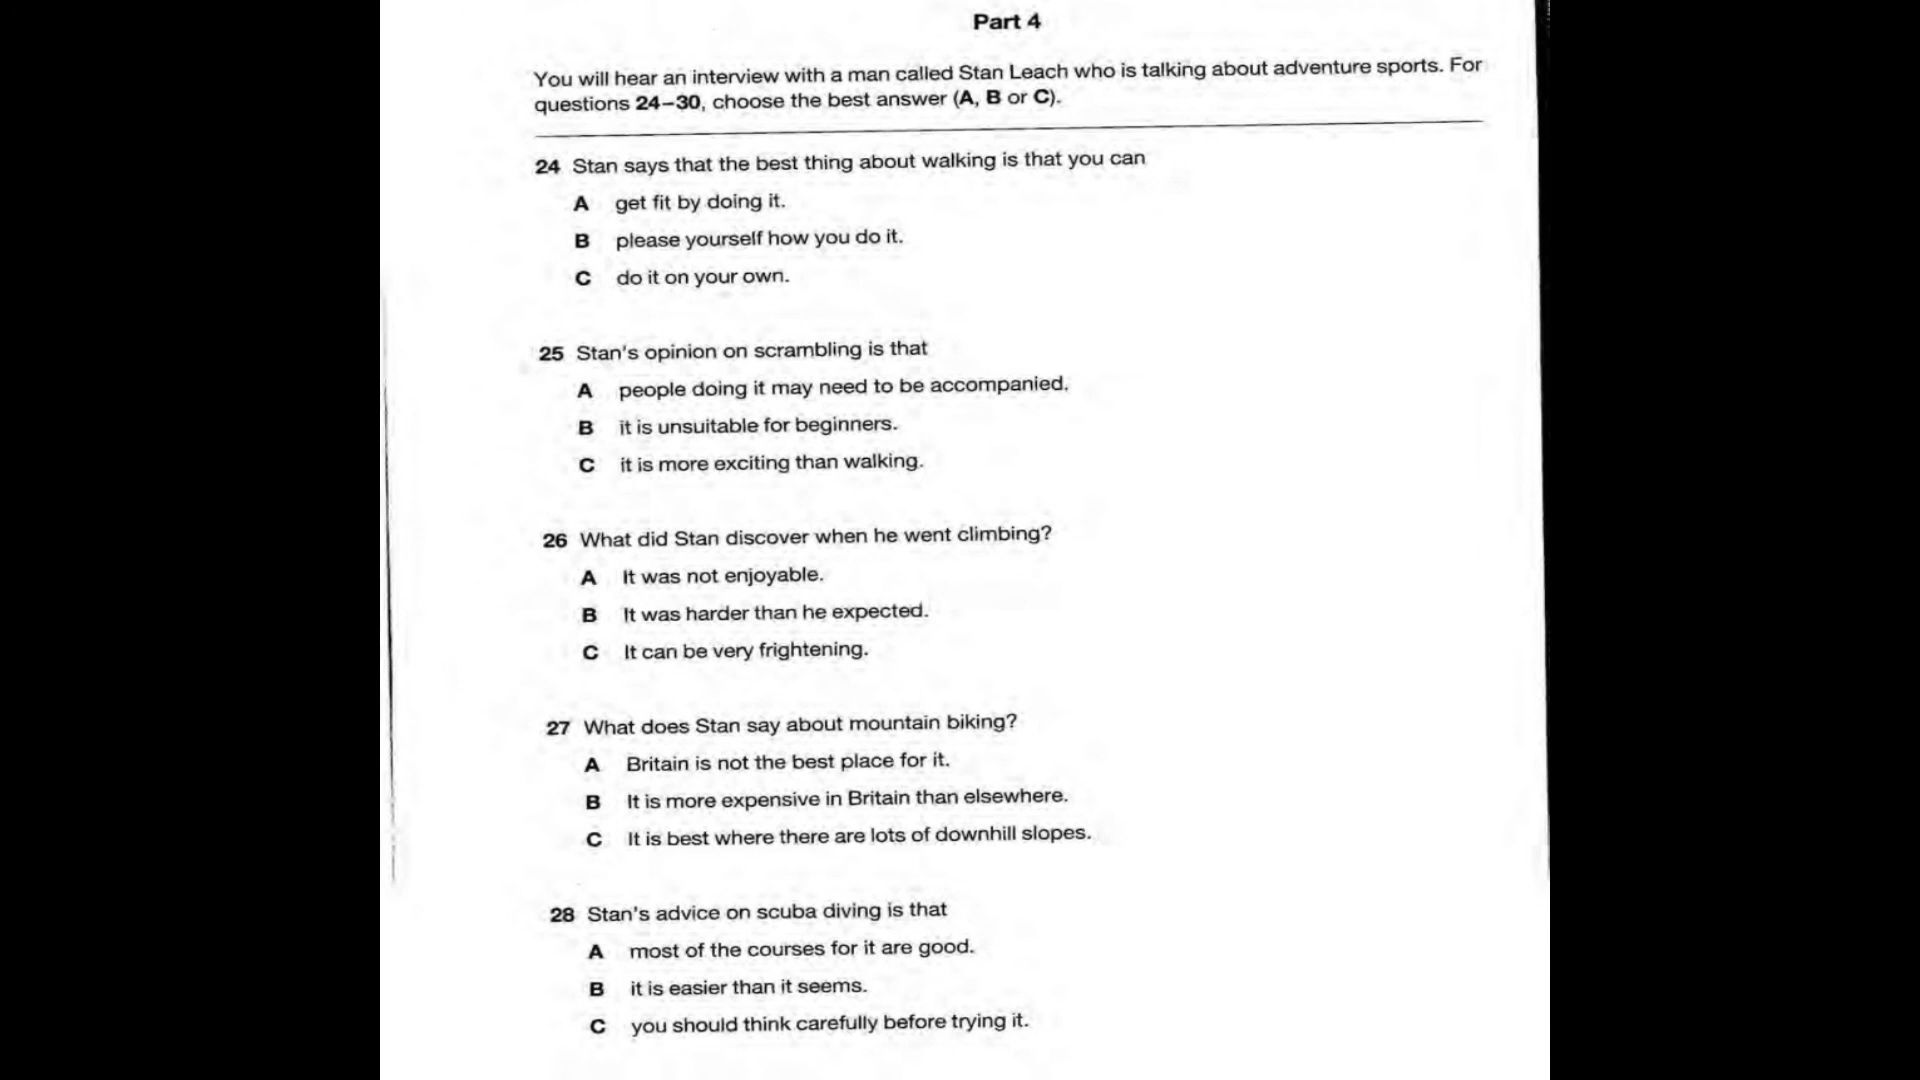 Part 4
You will hear an interview with a man called Stan Leach who is talking about adventure sports. For
questions 24–30, choose the best answer (A, B or C).
24 Stan says that the best thing about walking is that you can
A get fit by doing it.
B please yourself how you do it.
C do it on your own.
25 Stan's opinion on scrambling is that
A people doing it may need to be accompanied.
B it is unsuitable for beginners.
C it is more exciting than walking.
26 What did Stan discover when he went climbing?
A It was not enjoyable.
B It was harder than he expected.
C It can be very frightening.
27 What does Stan say about mountain biking?
A Britain is not the best place for it.
B It is more expensive in Britain than elsewhere.
C It is best where there are lots of downhill slopes.
28 Stan's advice on scuba diving is that
A most of the courses for it are good.
B it is easier than it seems.
C you should think carefully before trying it.